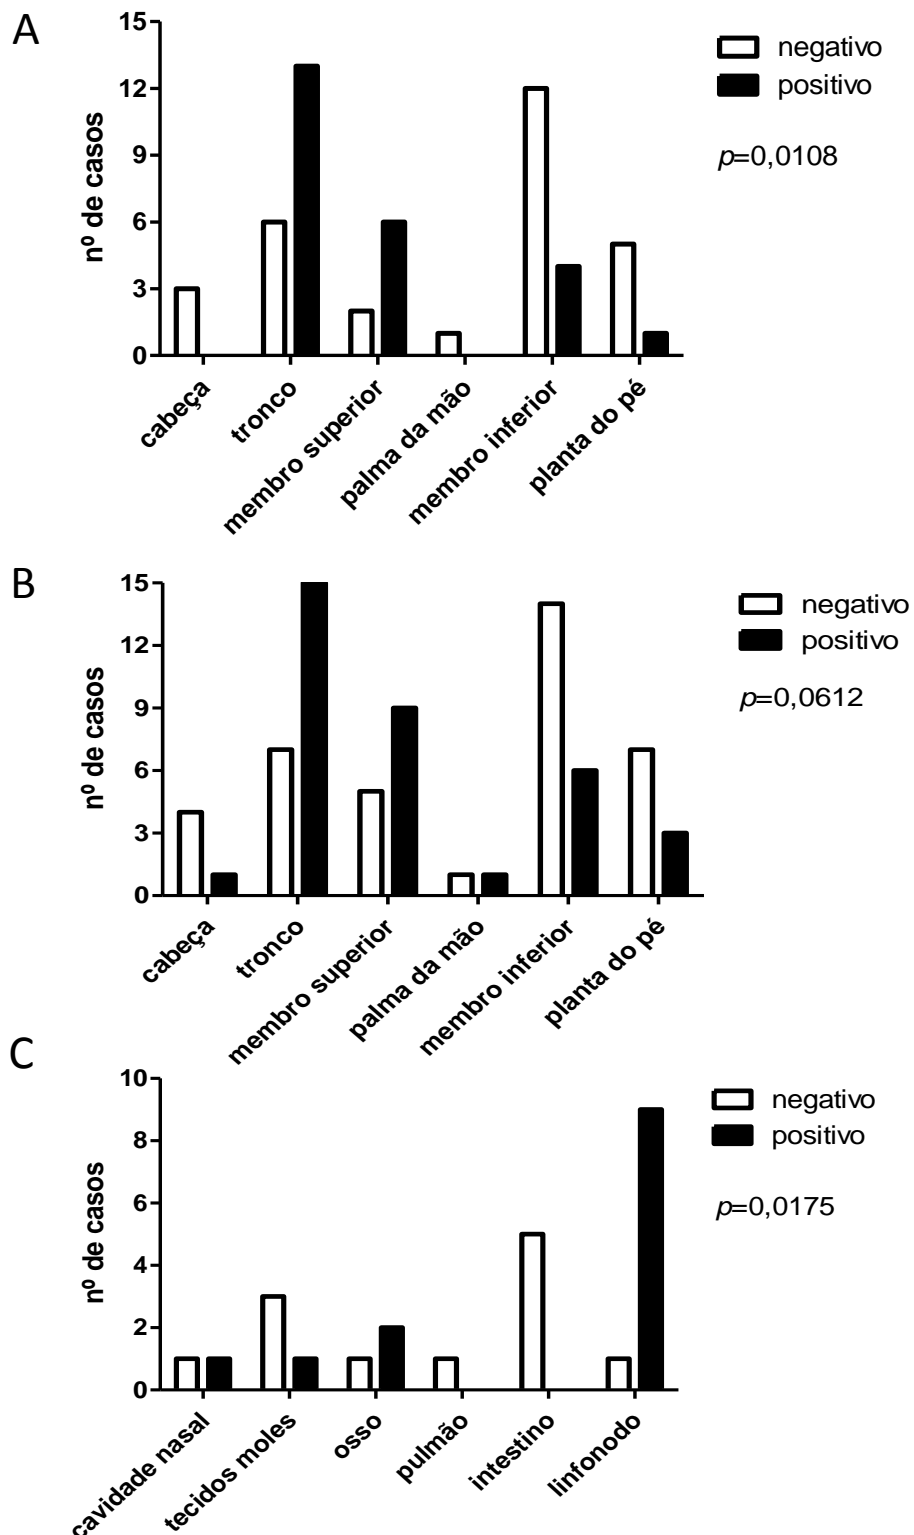 A
15
12
9
6
3
0
nº de casos
cabeça
tronco
membro superior
palma da mão
membro inferior
planta do pé
negativo
positivo
p=0,0108
B
15
12
9
6
3
0
nº de casos
cabeça
tronco
membro superior
palma da mão
membro inferior
planta do pé
negativo
positivo
p=0,0612
C
10
8
6
4
2
0
nº de casos
cavidade nasal
tecidos moles
osso
pulmão
intestino
linfonodo
negativo
positivo
p=0,0175